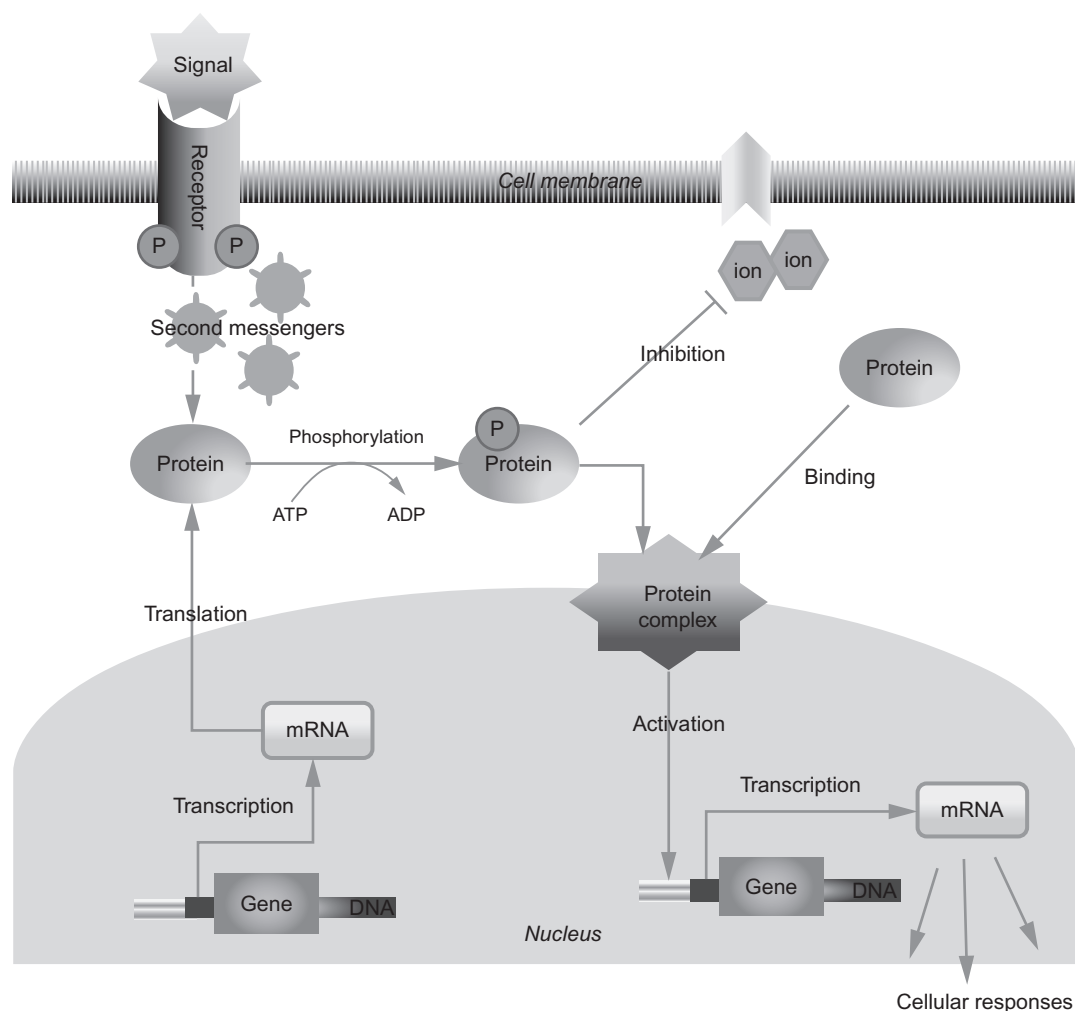 Signal
Receptor
Cell membrane
P
P
ion
ion
Second messengers
Inhibition
Protein
P
Phosphorylation
Protein
Protein
Binding
ATP
ADP
Protein
complex
Translation
mRNA
Activation
Transcription
Transcription
mRNA
Gene
DNA
Gene
DNA
Nucleus
Cellular responses